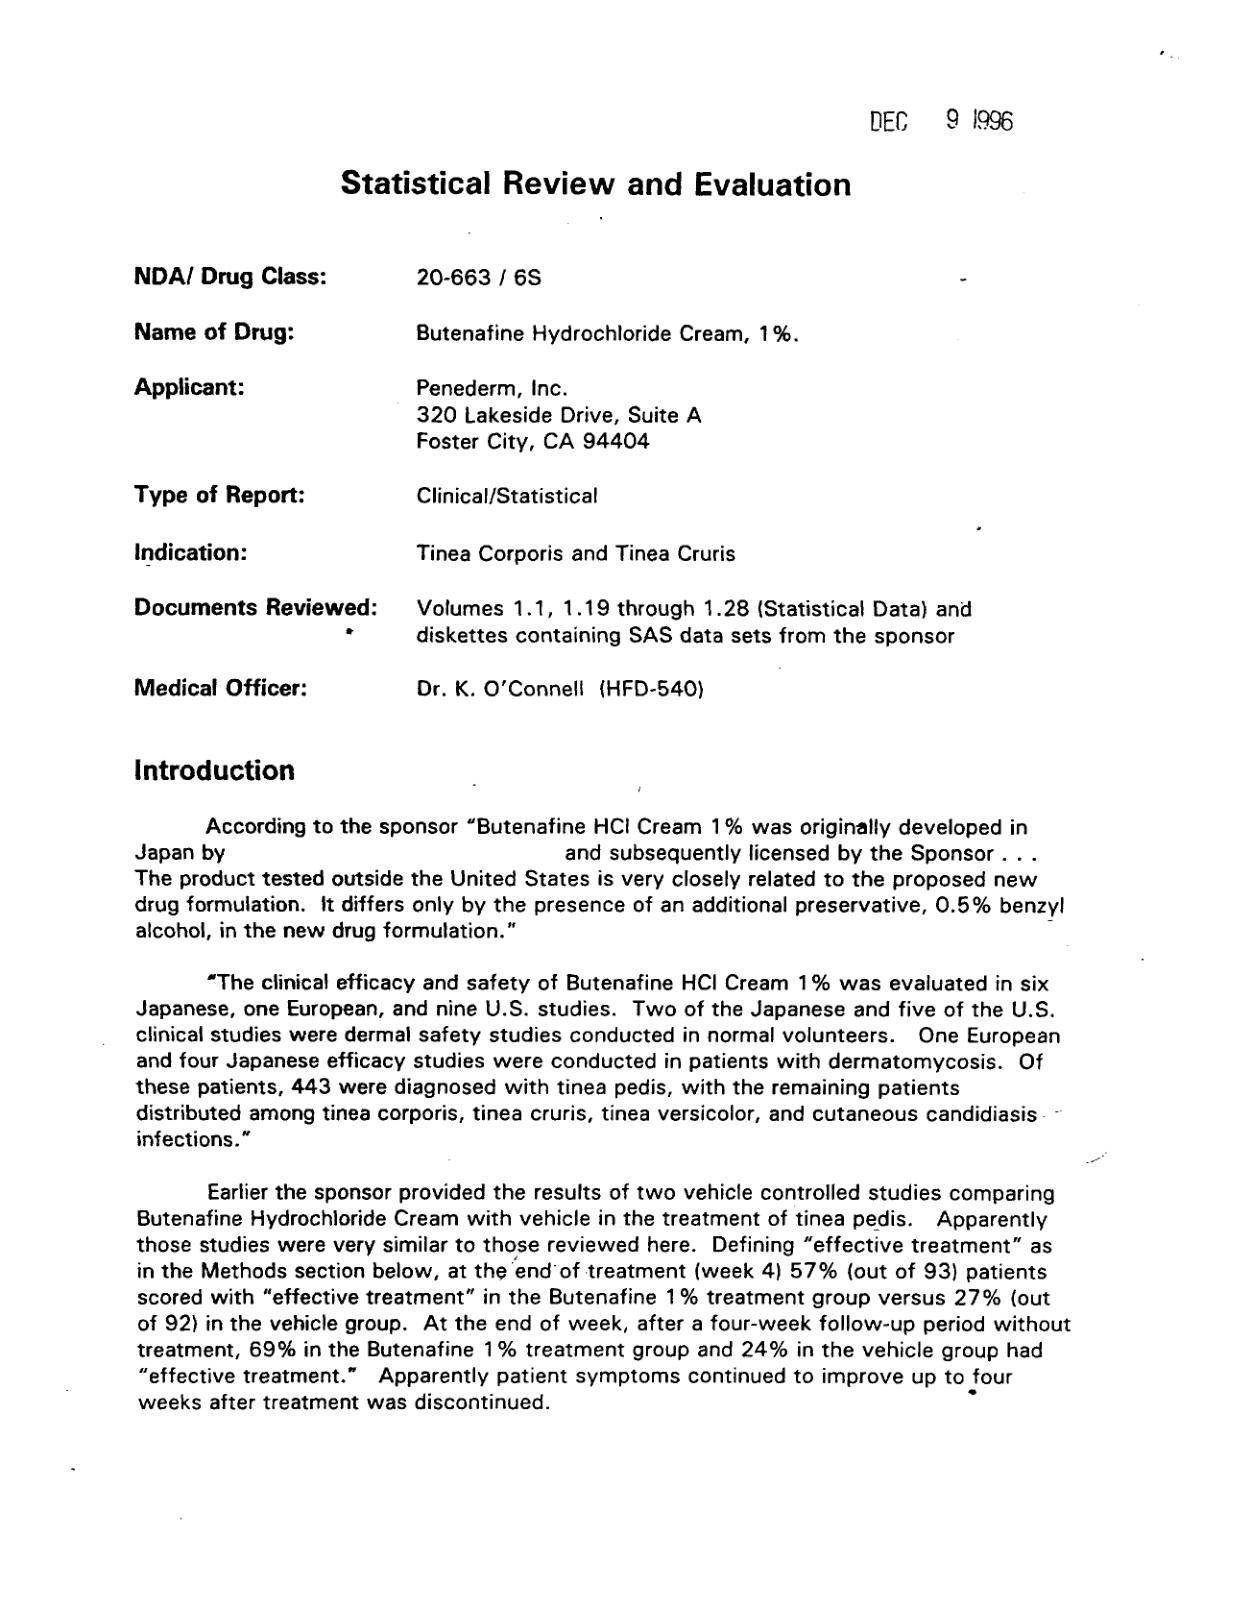 DEC 9 1996
Statistical Review and Evaluation
NDA/ Drug Class: 20-663 / 6S
Name of Drug: Butenafine Hydrochloride Cream, 1%.
Applicant: Penederm, Inc.
320 Lakeside Drive, Suite A
Foster City, CA 94404
Type of Report: Clinical/Statistical
Indication: Tinea Corporis and Tinea Cruris
Documents Reviewed: Volumes 1.1, 1.19 through 1.28 (Statistical Data) and
diskettes containing SAS data sets from the sponsor
Medical Officer: Dr. K. O'Connell (HFD-540)
Introduction
According to the sponsor "Butenafine HCl Cream 1% was originally developed in
Japan by and subsequently licensed by the Sponsor . . .
The product tested outside the United States is very closely related to the proposed new
drug formulation. It differs only by the presence of an additional preservative, 0.5% benzyl
alcohol, in the new drug formulation."
"The clinical efficacy and safety of Butenafine HCl Cream 1% was evaluated in six
Japanese, one European, and nine U.S. studies. Two of the Japanese and five of the U.S.
clinical studies were dermal safety studies conducted in normal volunteers. One European
and four Japanese efficacy studies were conducted in patients with dermatomycosis. Of
these patients, 443 were diagnosed with tinea pedis, with the remaining patients
distributed among tinea corporis, tinea cruris, tinea versicolor, and cutaneous candidiasis
infections."
Earlier the sponsor provided the results of two vehicle controlled studies comparing
Butenafine Hydrochloride Cream with vehicle in the treatment of tinea pedis. Apparently
those studies were very similar to those reviewed here. Defining "effective treatment" as
in the Methods section below, at the end of treatment (week 4) 57% (out of 93) patients
scored with "effective treatment" in the Butenafine 1% treatment group versus 27% (out
of 92) in the vehicle group. At the end of week, after a four-week follow-up period without
treatment, 69% in the Butenafine 1% treatment group and 24% in the vehicle group had
"effective treatment." Apparently patient symptoms continued to improve up to four
weeks after treatment was discontinued.